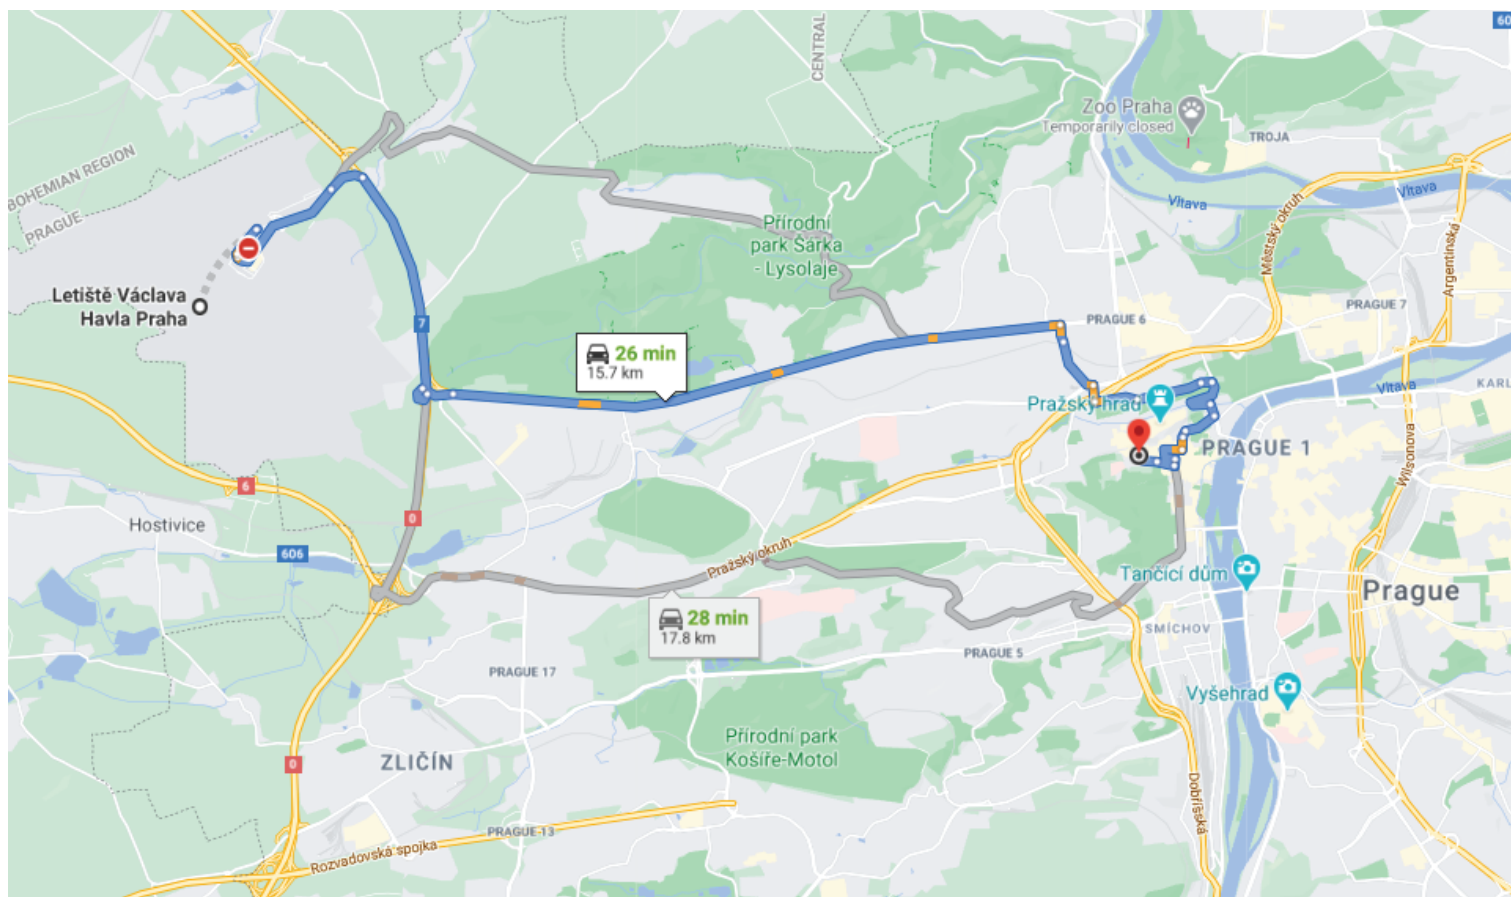 60
CENTRAL
Zoo Praha
Temporarily closed
TROJA
BOHEMIAN REGION
PRAGUE
Vltava
Vltava
Městský okruh
Přírodní
park Šárka
- Lysolaje
Argentinská
Letiště Václava
Havla Praha
7
PRAGUE 6
PRAGUE 7
26 min
15.7 km
Vltava
KARL
Pražský hrad
PRAGUE 1
Wilsonova
6
0
Hostivice
606
Pražský okruh
Tančicí dům
Prague
28 min
17.8 km
SMÍCHOV
PRAGUE 5
PRAGUE 17
Vyšehrad
Přírodní park
Košíře-Motol
0
ZLIČÍN
Dobříšská
PRAGUE 13
Rozvadovská spojka